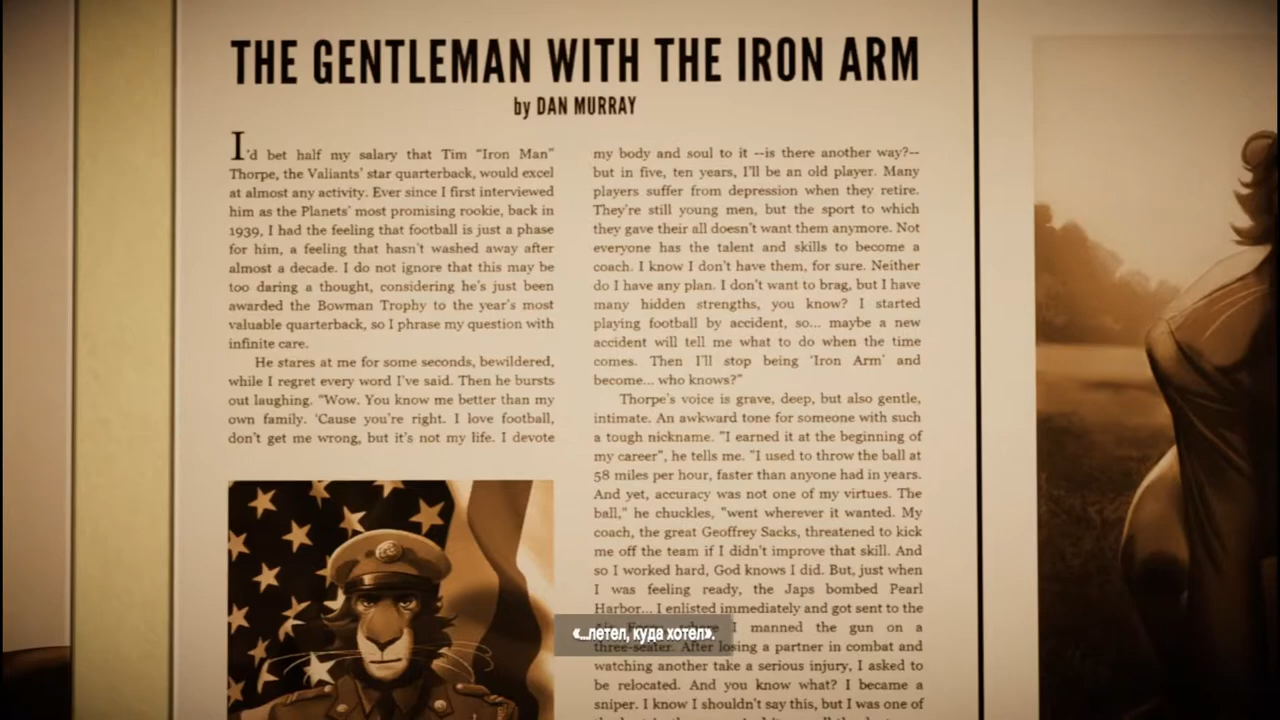 THE GENTLEMAN WITH THE IRON ARM
by DAN MURRAY
I'd bet half my salary that Tim "Iron Man"
Thorpe, the Valiants' star quarterback, would excel
at almost any activity. Ever since I first interviewed
him as the Planets' most promising rookie, back in
1939, I had the feeling that football is just a phase
for him, a feeling that hasn't washed away after
almost a decade. I do not ignore that this may be
too daring a thought, considering he's just been
awarded the Bowman Trophy to the year's most
valuable quarterback, so I phrase my question with
infinite care.
He stares at me for some seconds, bewildered,
while I regret every word I've said. Then he bursts
out laughing. "Wow. You know me better than my
own family. 'Cause you're right. I love football,
don't get me wrong, but it's not my life. I devote
my body and soul to it --is there another way?--
but in five, ten years, I'll be an old player. Many
players suffer from depression when they retire.
They're still young men, but the sport to which
they gave their all doesn't want them anymore. Not
everyone has the talent and skills to become a
coach. I know I don't have them, for sure. Neither
do I have any plan. I don't want to brag, but I have
many hidden strengths, you know? I started
playing football by accident, so... maybe a new
accident will tell me what to do when the time
comes. Then I'll stop being 'Iron Arm' and
become... who knows?"
Thorpe's voice is grave, deep, but also gentle,
intimate. An awkward tone for someone with such
a tough nickname. "I earned it at the beginning of
my career", he tells me. "I used to throw the ball at
58 miles per hour, faster than anyone had in years.
And yet, accuracy was not one of my virtues. The
ball," he chuckles, "went wherever it wanted. My
coach, the great Geoffrey Sacks, threatened to kick
me off the team if I didn't improve that skill. And
so I worked hard, God knows I did. But, just when
I was feeling ready, the Japs bombed Pearl
Harbor... I enlisted immediately and got sent to the
Air Force, where I manned the gun on a
three-seater. After losing a partner in combat and
watching another take a serious injury, I asked to
be relocated. And you know what? I became a
sniper. I know I shouldn't say this, but I was one of
«...летел, куда хотел».